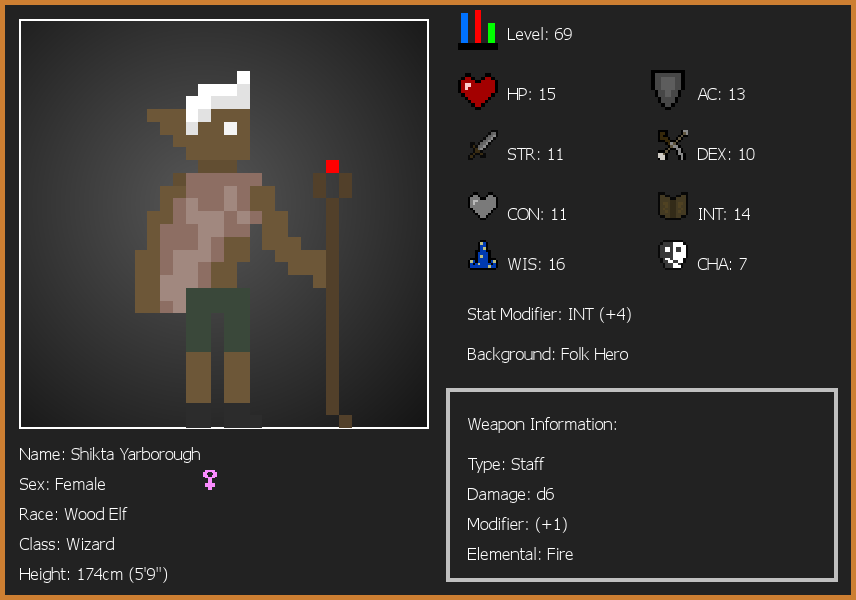 Level: 69
HP: 15
AC: 13
STR: 11
DEX: 10
CON: 11
INT: 14
WIS: 16
CHA: 7
Stat Modifier: INT (+4)
Background: Folk Hero
Weapon Information:
Type: Staff
Damage: d6
Modifier: (+1)
Elemental: Fire
Name: Shikta Yarborough
Sex: Female
Race: Wood Elf
Class: Wizard
Height: 174cm (5'9")